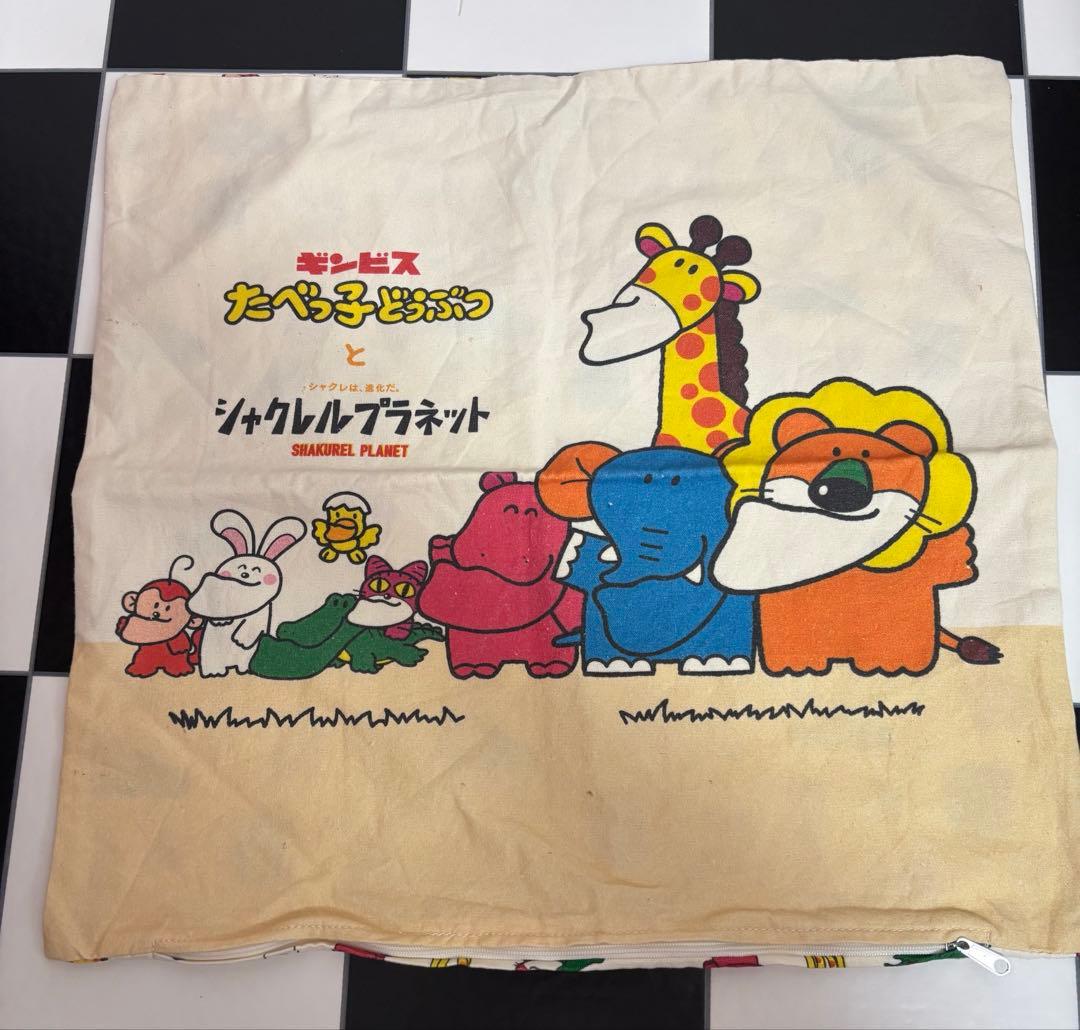 ギンビス
たべっ子どうぶつ
と
シャクレは、進化だ。
シャクレルプラネット
SHAKUREL PLANET